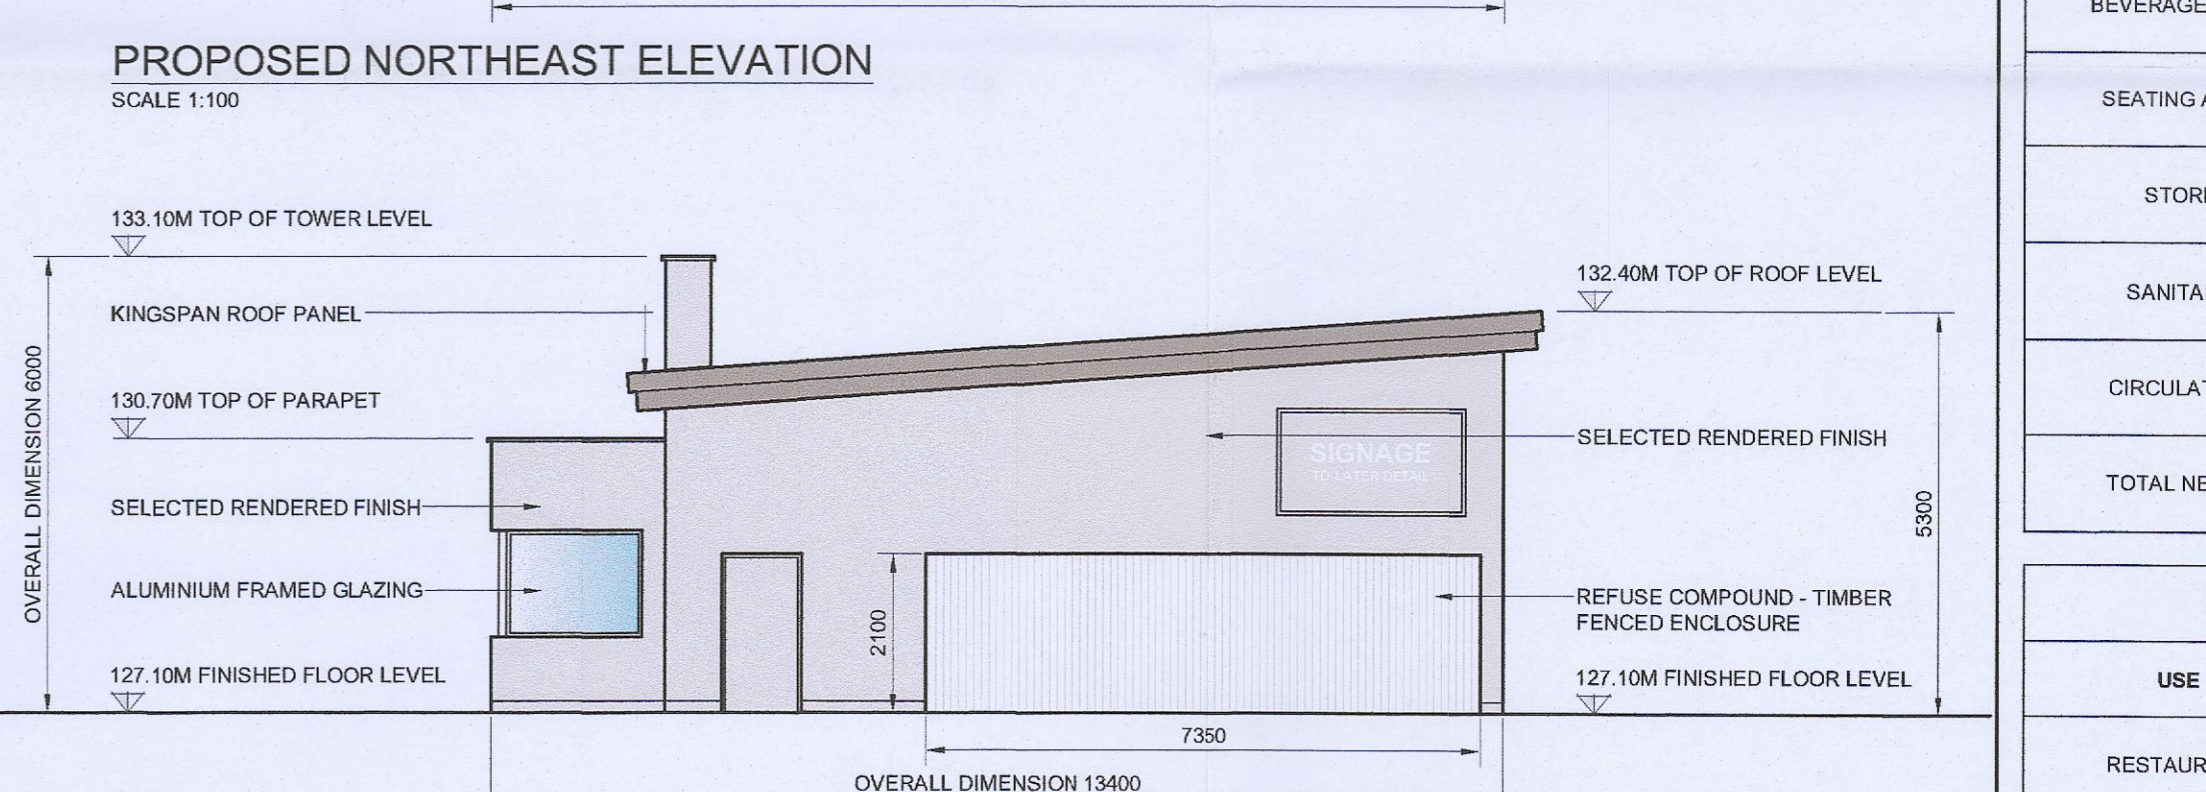 PROPOSED NORTHEAST ELEVATION
SCALE 1:100
133.10M TOP OF TOWER LEVEL
KINGSPAN ROOF PANEL
130.70M TOP OF PARAPET
SELECTED RENDERED FINISH
ALUMINIUM FRAMED GLAZING
127.10M FINISHED FLOOR LEVEL
OVERALL DIMENSION 6000
SIGNAGE
TO LATER DETAIL
2100
7350
OVERALL DIMENSION 13400
132.40M TOP OF ROOF LEVEL
SELECTED RENDERED FINISH
5300
REFUSE COMPOUND - TIMBER
FENCED ENCLOSURE
127.10M FINISHED FLOOR LEVEL
BEVERAGE
SEATING A
STOR
SANITA
CIRCULAT
TOTAL NE
USE
RESTAUR